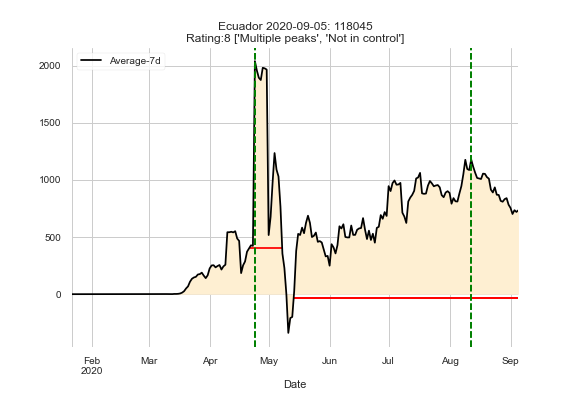 Ecuador 2020-09-05: 118045
Rating:8 ['Multiple peaks', 'Not in control']
Average-7d
2000
1500
1000
500
0
Feb Mar Apr May Jun Jul Aug Sep
2020
Date